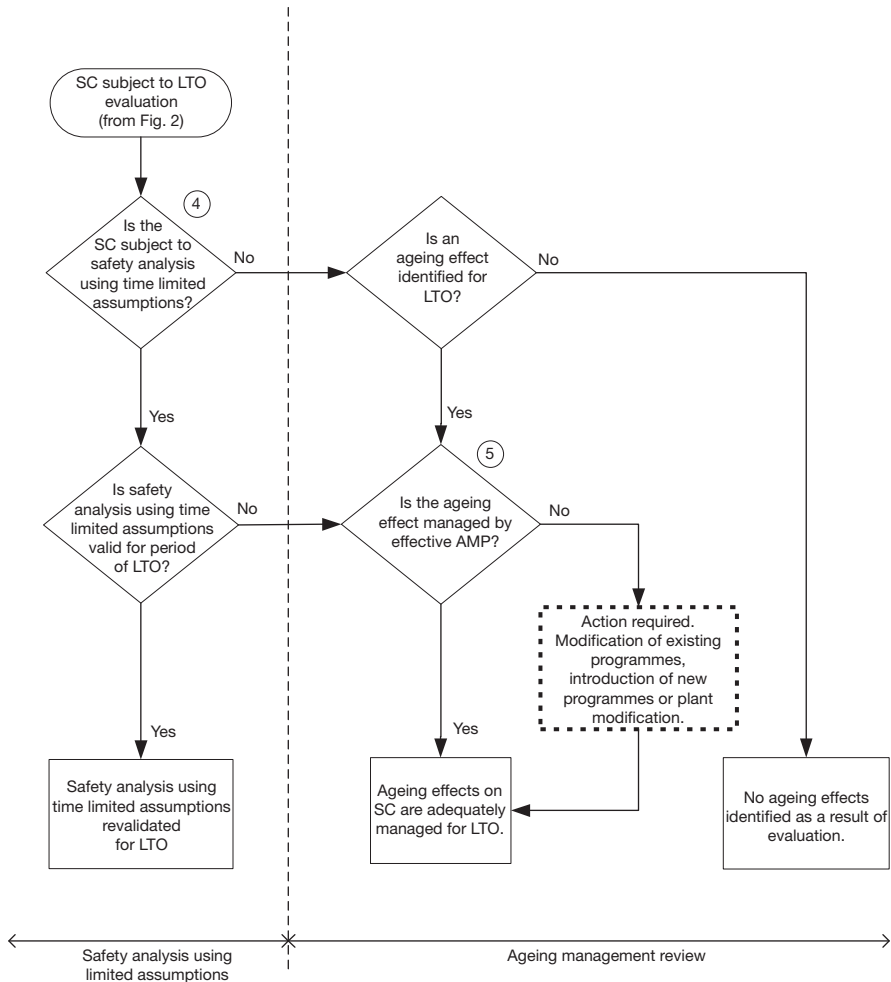 SC subject to LTO
evaluation
(from Fig. 2)
4
Is the
SC subject to
safety analysis
using time limited
assumptions?
No
Is an
ageing effect
identified for
LTO?
No
Yes
Yes
5
Is safety
analysis using time
limited assumptions
valid for period
of LTO?
No
Is the ageing
effect managed by
effective AMP?
No
Action required.
Modification of existing
programmes,
introduction of new
programmes or plant
modification.
Yes
Yes
Safety analysis using
time limited assumptions
revalidated
for LTO
Ageing effects on
SC are adequately
managed for LTO.
No ageing effects
identified as a result of
evaluation.
Safety analysis using
limited assumptions
Ageing management review